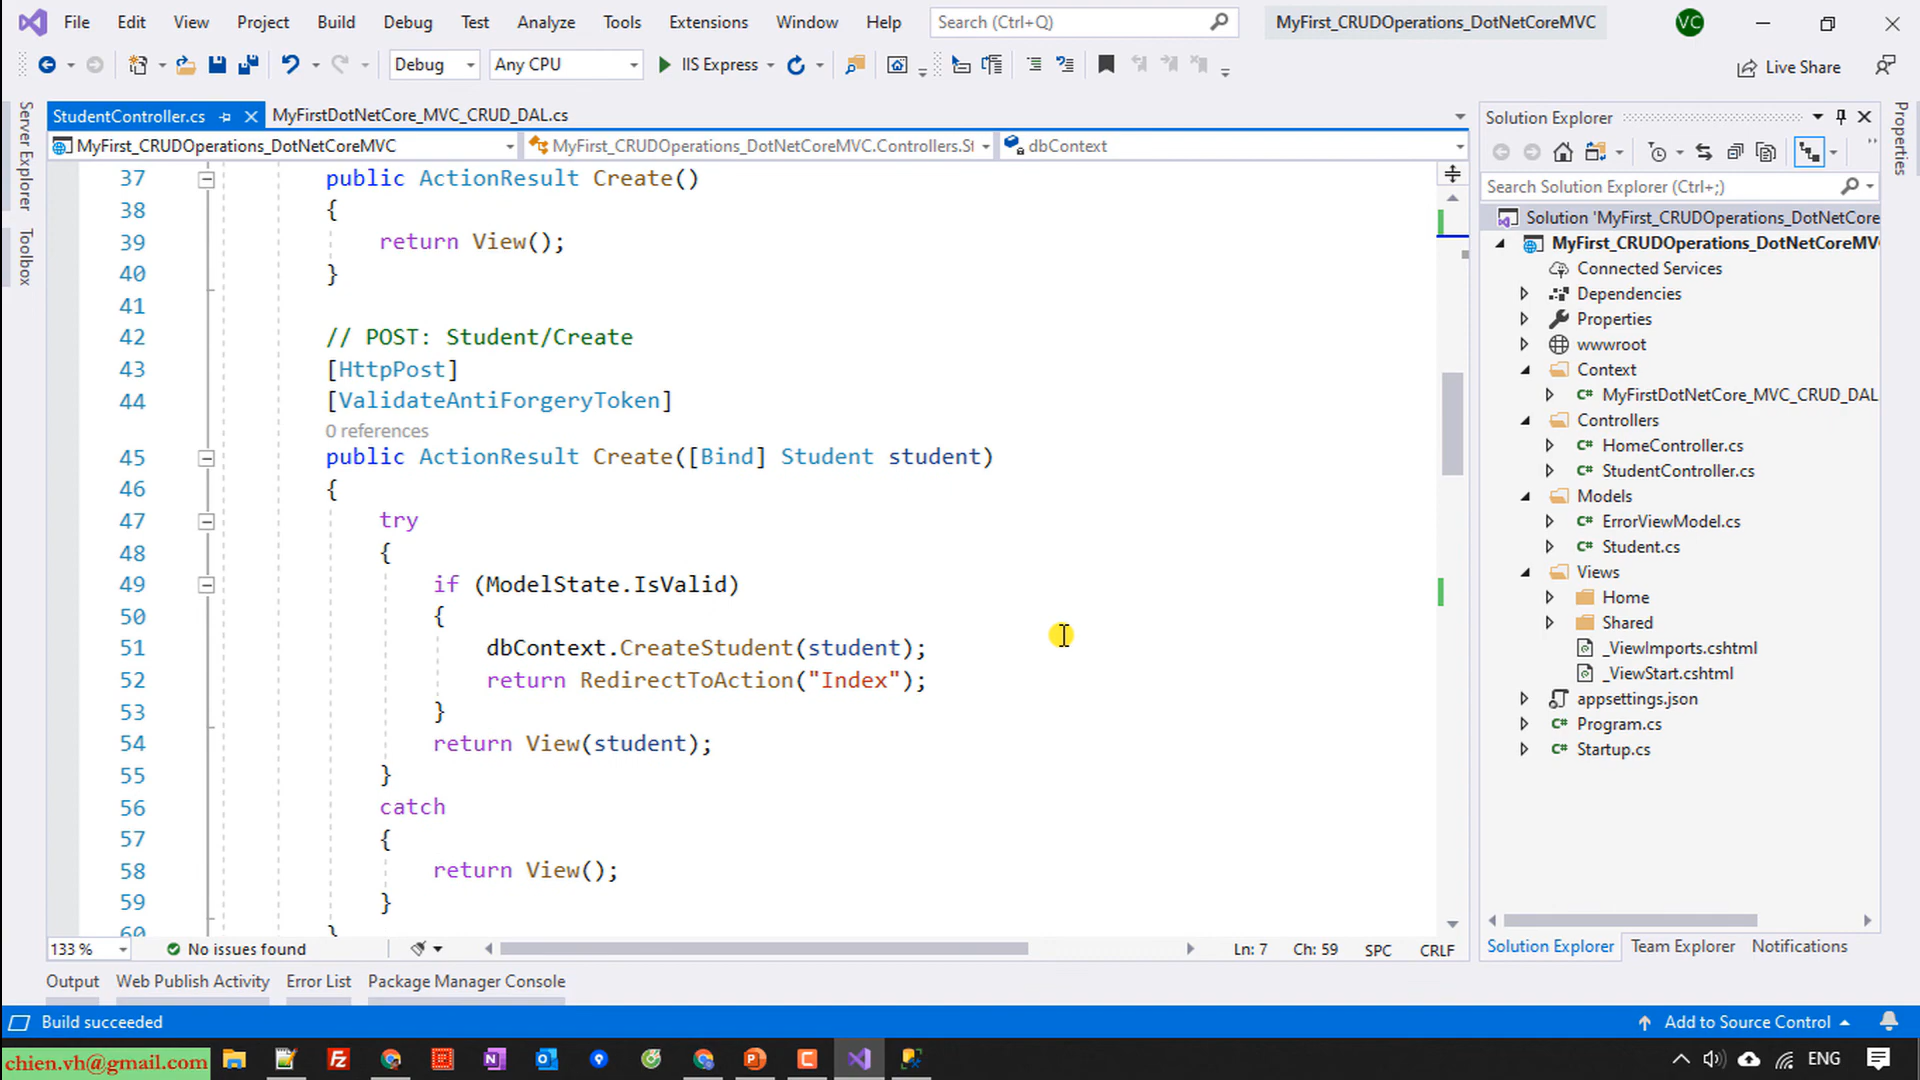 File Edit View Project Build Debug Test Analyze Tools Extensions Window Help Search (Ctrl+Q) MyFirst_CRUDOperations_DotNetCoreMVC VC
Debug Any CPU IIS Express Live Share
StudentController.cs MyFirstDotNetCore_MVC_CRUD_DAL.cs
MyFirst_CRUDOperations_DotNetCoreMVC MyFirst_CRUDOperations_DotNetCoreMVC.Controllers.St dbContext
37 public ActionResult Create()
38 {
39 return View();
40 }
41
42 // POST: Student/Create
43 [HttpPost]
44 [ValidateAntiForgeryToken]
0 references
45 public ActionResult Create([Bind] Student student)
46 {
47 try
48 {
49 if (ModelState.IsValid)
50 {
51 dbContext.CreateStudent(student);
52 return RedirectToAction("Index");
53 }
54 return View(student);
55 }
56 catch
57 {
58 return View();
59 }
60 }
133 % No issues found Ln: 7 Ch: 59 SPC CRLF
Server Explorer
Toolbox
Solution Explorer
Search Solution Explorer (Ctrl+;)
Solution 'MyFirst_CRUDOperations_DotNetCore
MyFirst_CRUDOperations_DotNetCoreMV
Connected Services
Dependencies
Properties
wwwroot
Context
MyFirstDotNetCore_MVC_CRUD_DAL
Controllers
HomeController.cs
StudentController.cs
Models
ErrorViewModel.cs
Student.cs
Views
Home
Shared
_ViewImports.cshtml
_ViewStart.cshtml
appsettings.json
Program.cs
Startup.cs
Solution Explorer Team Explorer Notifications
Properties
Output Web Publish Activity Error List Package Manager Console
Build succeeded Add to Source Control
chien.vh@gmail.com ENG